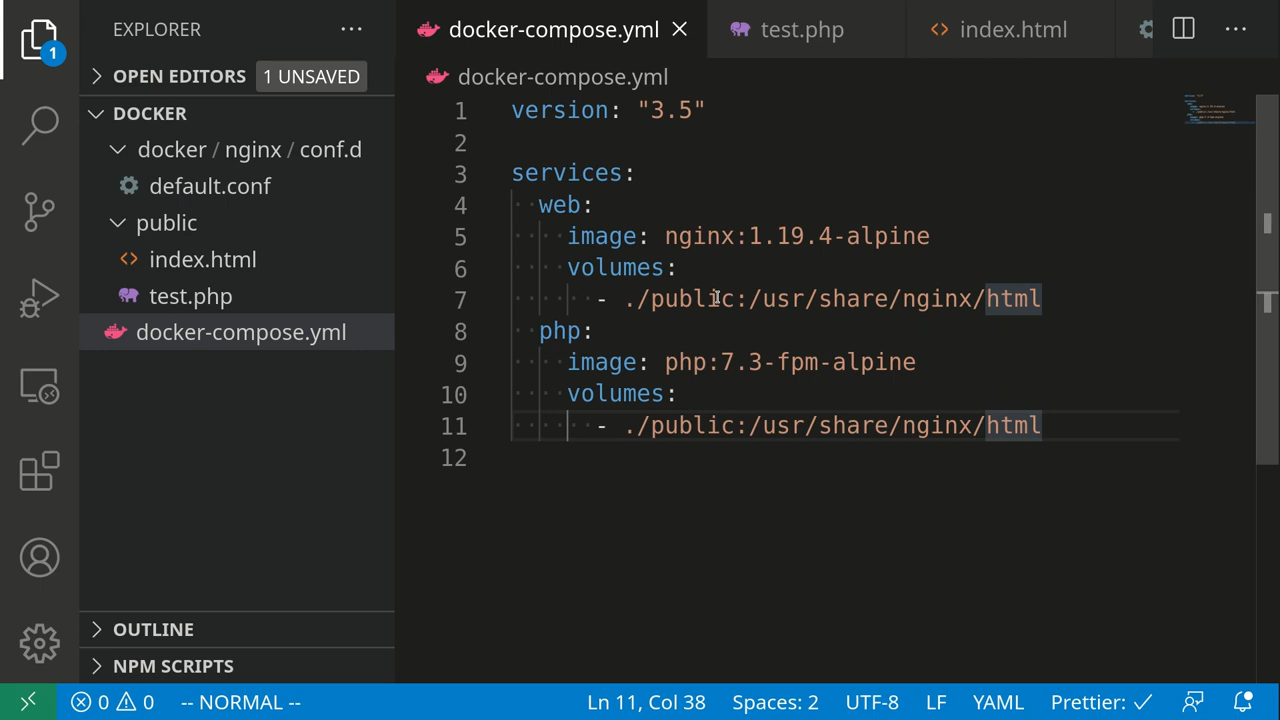 EXPLORER
1
OPEN EDITORS 1 UNSAVED
DOCKER
docker / nginx / conf.d
default.conf
public
index.html
test.php
docker-compose.yml
OUTLINE
NPM SCRIPTS
docker-compose.yml test.php index.html
docker-compose.yml
1 version: "3.5"
2
3 services:
4 web:
5 image: nginx:1.19.4-alpine
6 volumes:
7 - ./public:/usr/share/nginx/html
8 php:
9 image: php:7.3-fpm-alpine
10 volumes:
11 - ./public:/usr/share/nginx/html
12
0 0 -- NORMAL -- Ln 11, Col 38 Spaces: 2 UTF-8 LF YAML Prettier: